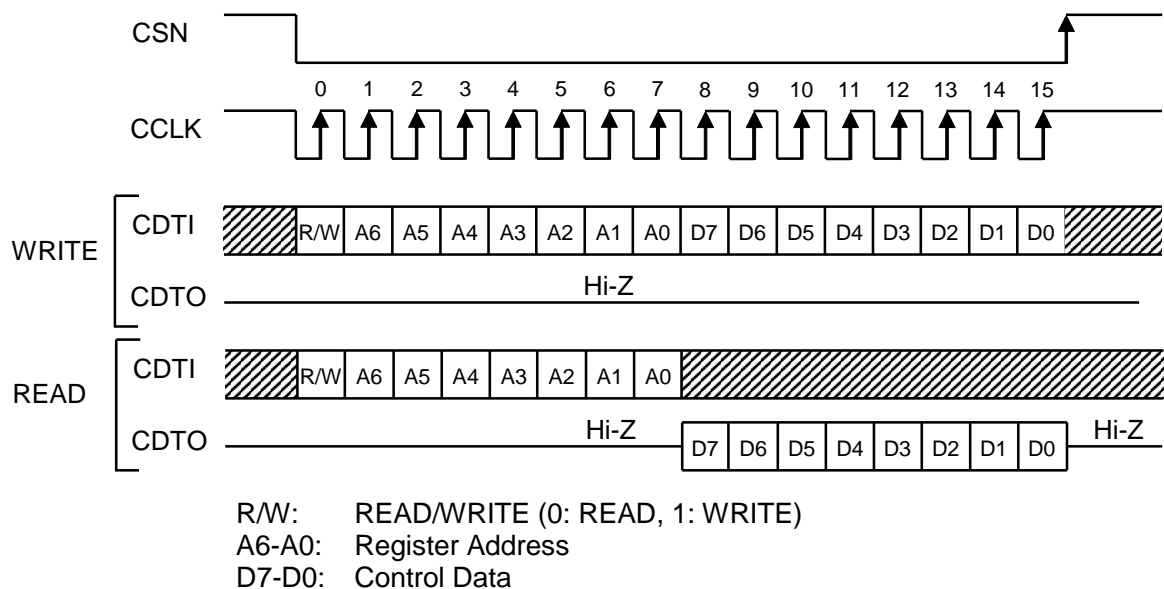 CSN
0 1 2 3 4 5 6 7 8 9 10 11 12 13 14 15
CCLK
WRITE
CDTI R/W A6 A5 A4 A3 A2 A1 A0 D7 D6 D5 D4 D3 D2 D1 D0
CDTO Hi-Z
READ
CDTI R/W A6 A5 A4 A3 A2 A1 A0
CDTO Hi-Z D7 D6 D5 D4 D3 D2 D1 D0 Hi-Z
R/W: READ/WRITE (0: READ, 1: WRITE)
A6-A0: Register Address
D7-D0: Control Data